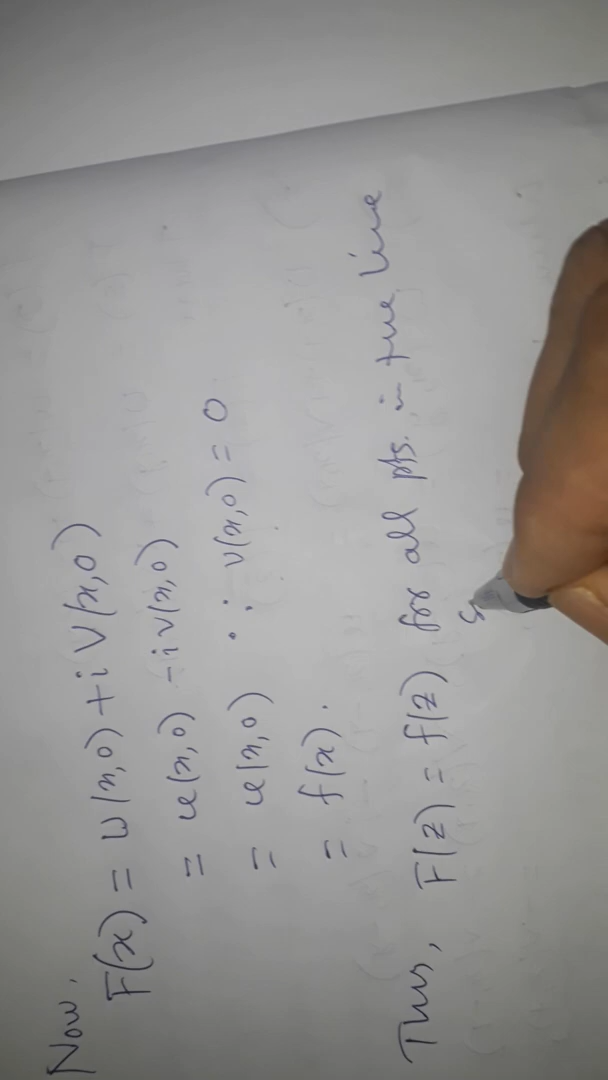 Now,
F(x) = U(x,0) + i V(x,0)
= u(x,0) - i v(x,0)
= u(x,0) ∵ v(x,0) = 0
= f(x).
Thus, F(z) = f(z) for all pts. in the line
s